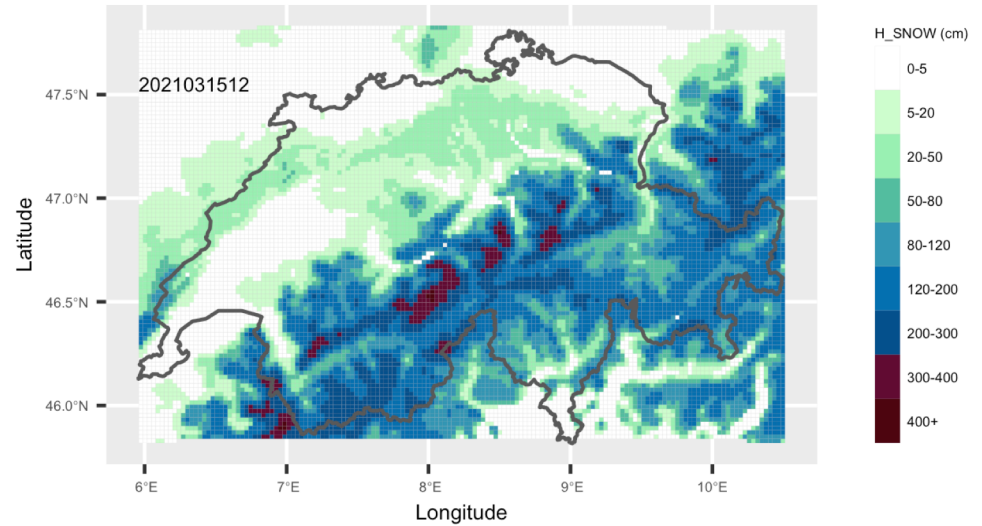 H_SNOW (cm)
0-5
5-20
20-50
50-80
80-120
120-200
200-300
300-400
400+
2021031512
47.5°N
47.0°N
46.5°N
46.0°N
Latitude
6°E 7°E 8°E 9°E 10°E
Longitude